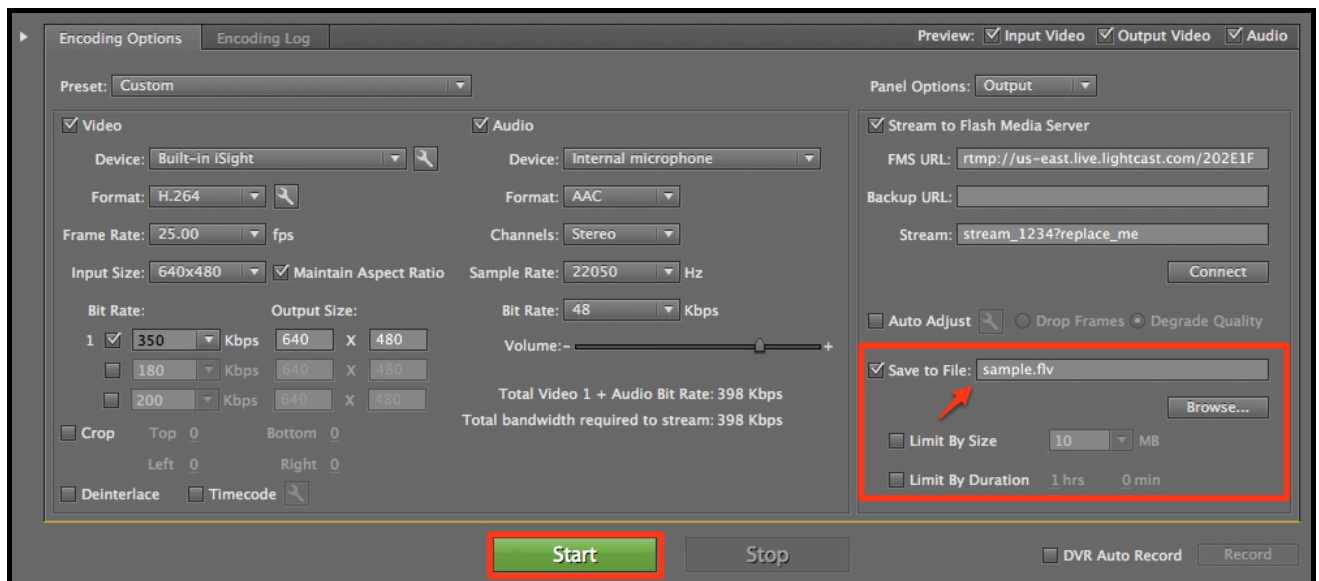 Encoding Options
Encoding Log
Preview: Input Video Output Video Audio
Preset: Custom
Panel Options: Output
Video
Device: Built-in iSight
Format: H.264
Frame Rate: 25.00 fps
Input Size: 640x480 Maintain Aspect Ratio
Bit Rate: Output Size:
1 350 Kbps 640 X 480
180 Kbps 640 X 480
200 Kbps 640 X 480
Crop Top 0 Bottom 0
Left 0 Right 0
Deinterlace Timecode
Audio
Device: Internal microphone
Format: AAC
Channels: Stereo
Sample Rate: 22050 Hz
Bit Rate: 48 Kbps
Volume: - +
Total Video 1 + Audio Bit Rate: 398 Kbps
Total bandwidth required to stream: 398 Kbps
Stream to Flash Media Server
FMS URL: rtmp://us-east.live.lightcast.com/202E1F
Backup URL:
Stream: stream_1234?replace_me
Connect
Auto Adjust Drop Frames Degrade Quality
Save to File: sample.flv
Browse...
Limit By Size 10 MB
Limit By Duration 1 hrs 0 min
Start
Stop
DVR Auto Record Record